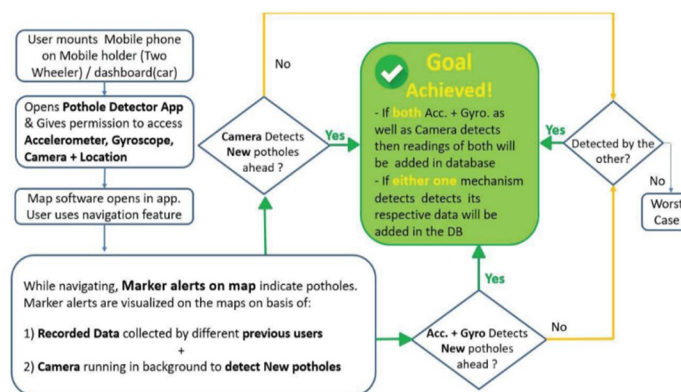 User mounts Mobile phone
on Mobile holder (Two
Wheeler) / dashboard(car)
Opens Pothole Detector App
& Gives permission to access
Accelerometer, Gyroscope,
Camera + Location
Map software opens in app.
User uses navigation feature
While navigating, Marker alerts on map indicate potholes.
Marker alerts are visualized on the maps on basis of:
1) Recorded Data collected by different previous users
+
2) Camera running in background to detect New potholes
No
Camera Detects
New potholes
ahead ?
Yes
Goal
Achieved!
- If both Acc. + Gyro. as
well as Camera detects
then readings of both will
be added in database
- If either one mechanism
detects detects its
respective data will be
added in the DB
Yes
Detected by the
other?
No
Worst
Case
Yes
Acc. + Gyro Detects
New potholes
ahead ?
No